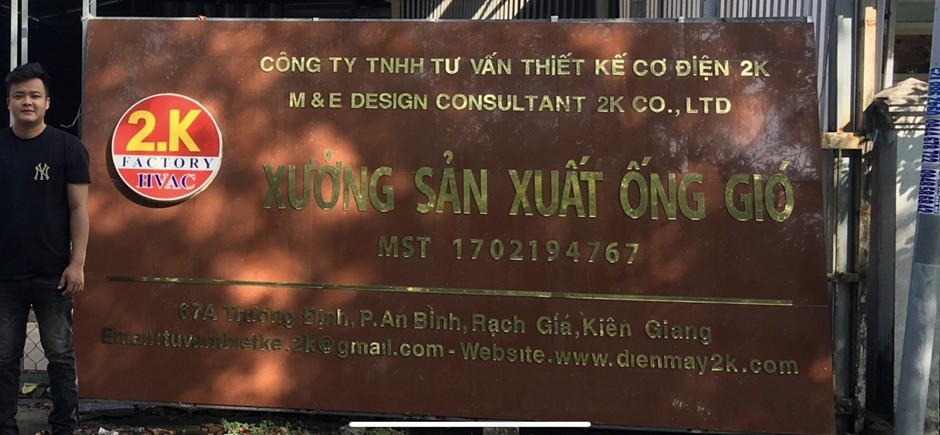 CÔNG TY TNHH TƯ VẤN THIẾT KẾ CƠ ĐIỆN 2K
M & E DESIGN CONSULTANT 2K CO., LTD
2.K
FACTORY
HVAC
XƯỞNG SẢN XUẤT ỐNG GIÓ
MST 1702194767
67A Trương Định, P.An Bình, Rạch Giá, Kiên Giang
Email:tuvanthietke.2k@gmail.com - Website.www.dienmay2k.com
NY